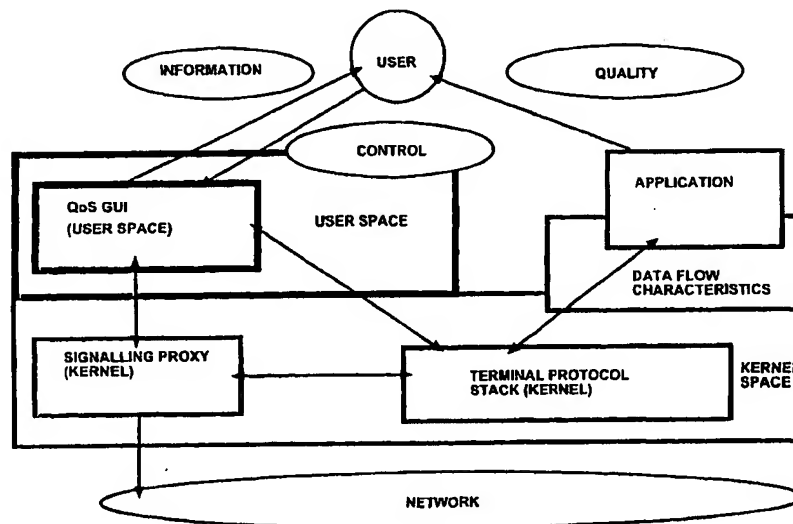 INFORMATION
USER
QUALITY
CONTROL
QoS GUI
(USER SPACE)
USER SPACE
APPLICATION
DATA FLOW
CHARACTERISTICS
SIGNALLING PROXY
(KERNEL)
TERMINAL PROTOCOL
STACK (KERNEL)
KERNEL
SPACE
NETWORK